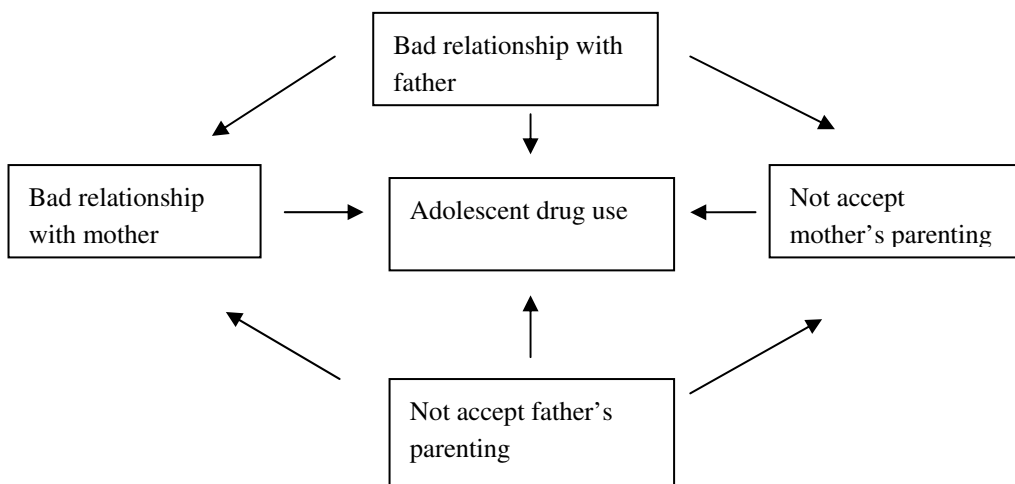 Bad relationship with
father
Bad relationship
with mother
Adolescent drug use
Not accept
mother’s parenting
Not accept father’s
parenting